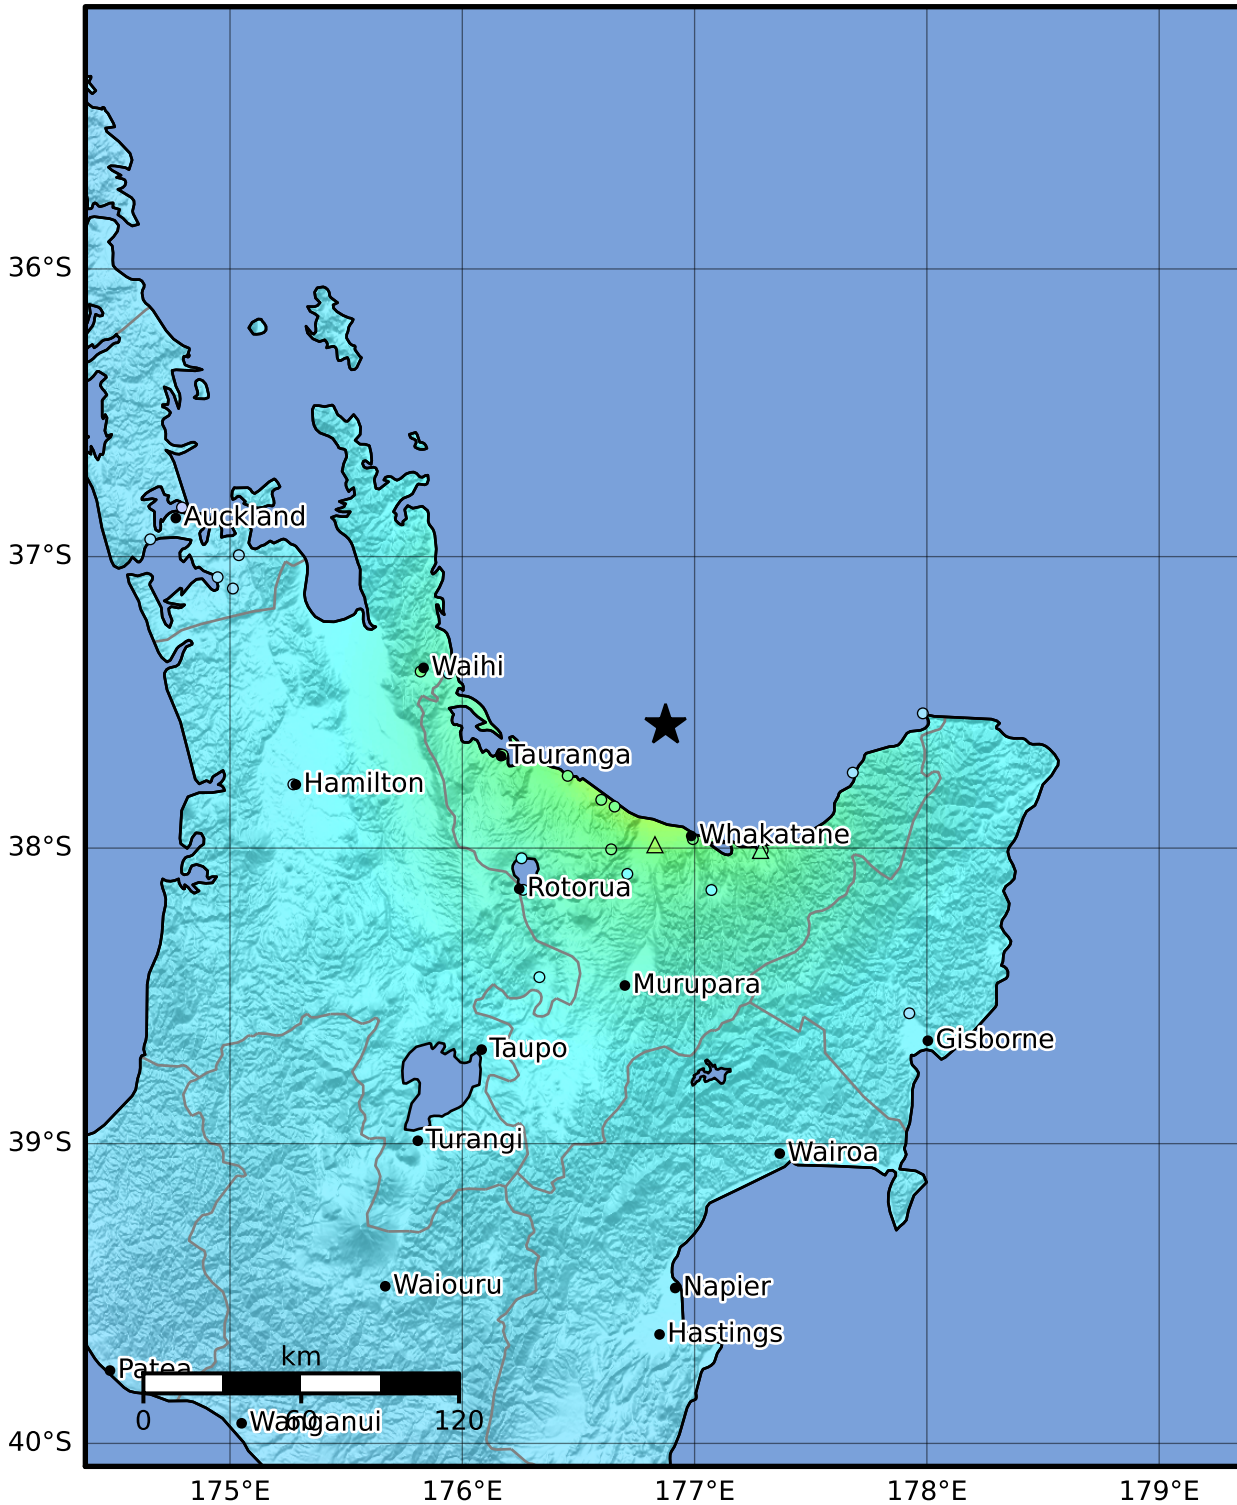 36°S
Auckland
37°S
Waihi
Tauranga
Hamilton
Whakatane
38°S
Rotorua
Murupara
Gisborne
Taupo
Turangi
39°S
Wairoa
Waiouru
Napier
Hastings
km
Patea
0 60 120
Wanganui
40°S
175°E 176°E 177°E 178°E 179°E